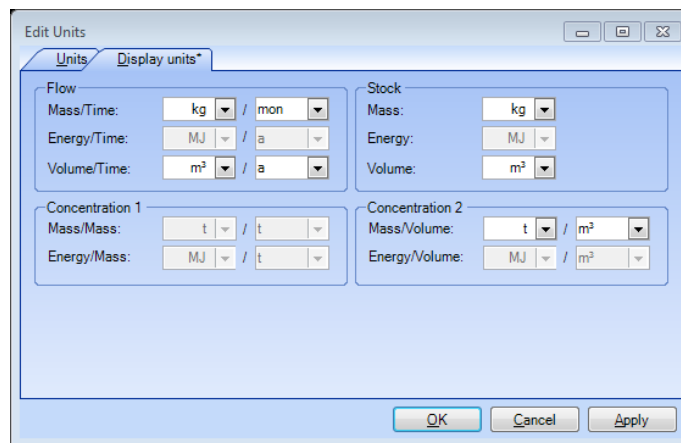 Edit Units
Units Display units*
Flow
Mass/Time: kg / mon
Energy/Time: MJ / a
Volume/Time: m³ / a
Stock
Mass: kg
Energy: MJ
Volume: m³
Concentration 1
Mass/Mass: t / t
Energy/Mass: MJ / t
Concentration 2
Mass/Volume: t / m³
Energy/Volume: MJ / m³
OK Cancel Apply